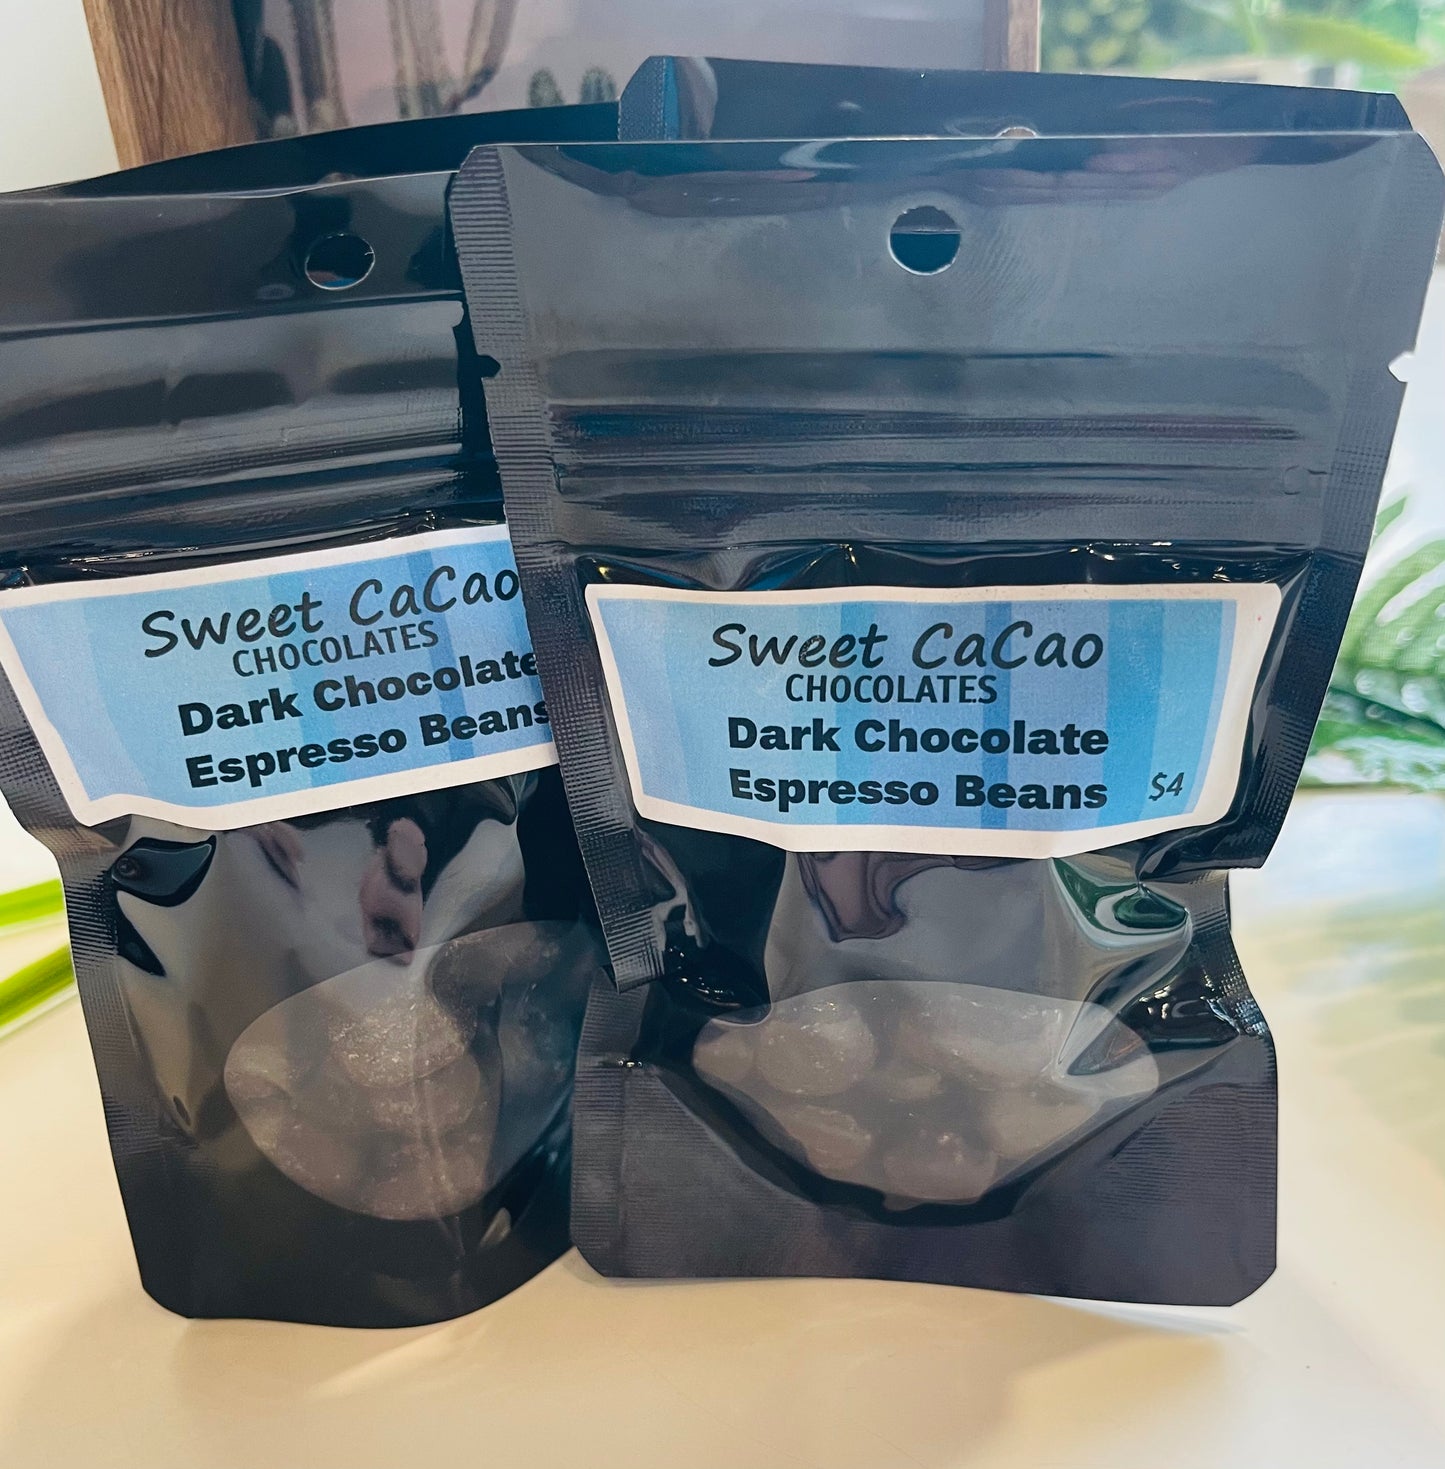 Sweet CaCao
CHOCOLATES
Dark Chocolate
Espresso Beans
Sweet CaCao
CHOCOLATES
Dark Chocolate
Espresso Beans $4